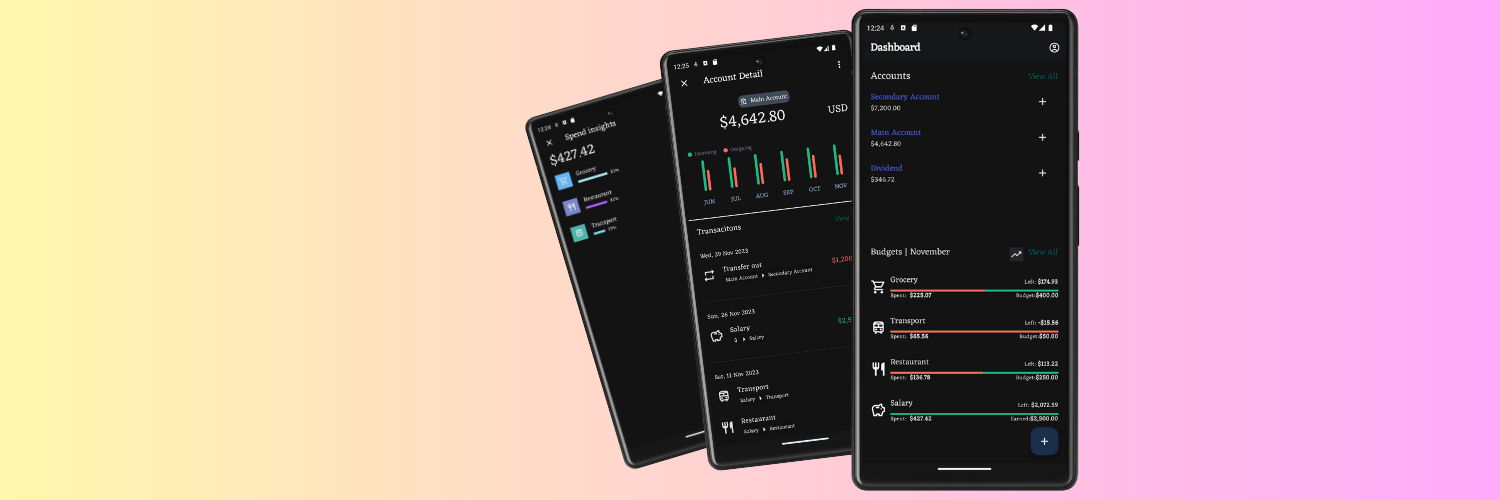 12:24
Spend insights
$427.42
Grocery
Restaurant
Transport
12:25
Account Detail
Main Account
$4,642.80
USD
Incoming
Outgoing
JUN
JUL
AUG
SEP
OCT
NOV
Transacitons
View
Wed, 29 Nov 2023
Transfer out
$1,200
Main Account
Secondary Account
Sun, 26 Nov 2023
Salary
$2,5
$
Salary
Sat, 11 Nov 2023
Transport
Salary
Transport
Restaurant
Salary
Restaurant
12:24
Dashboard
Accounts
View All
Secondary Account
$7,200.00
Main Account
$4,642.80
Dividend
$346.72
Budgets | November
View All
Grocery
Left: $174.93
Spent: $225.07
Budget:$400.00
Transport
Left: -$15.56
Spent: $65.56
Budget:$50.00
Restaurant
Left: $113.22
Spent: $136.78
Budget:$250.00
Salary
Left: $2,072.59
Spent: $427.42
Earned:$2,500.00